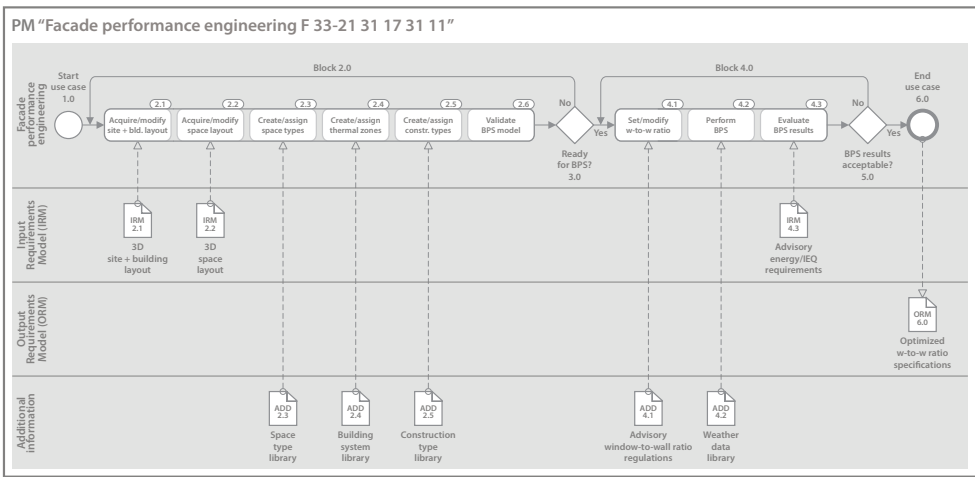 PM “Facade performance engineering F 33-21 31 17 31 11”
Facade
performance
engineering
Start
use case
1.0
Block 2.0
2.1
Acquire/modify
site + bld. layout
2.2
Acquire/modify
space layout
2.3
Create/assign
space types
2.4
Create/assign
thermal zones
2.5
Create/assign
constr. types
2.6
Validate
BPS model
No
Yes
Ready
for BPS?
3.0
Block 4.0
4.1
Set/modify
w-to-w ratio
4.2
Perform
BPS
4.3
Evaluate
BPS results
No
Yes
BPS results
acceptable?
5.0
End
use case
6.0
Input
Requirements
Model (IRM)
IRM
2.1
3D
site + building
layout
IRM
2.2
3D
space
layout
IRM
4.3
Advisory
energy/IEQ
requirements
Output
Requirements
Model (ORM)
ORM
6.0
Optimized
w-to-w ratio
specifications
Additional
information
ADD
2.3
Space
type
library
ADD
2.4
Building
system
library
ADD
2.5
Construction
type
library
ADD
4.1
Advisory
window-to-wall ratio
regulations
ADD
4.2
Weather
data
library